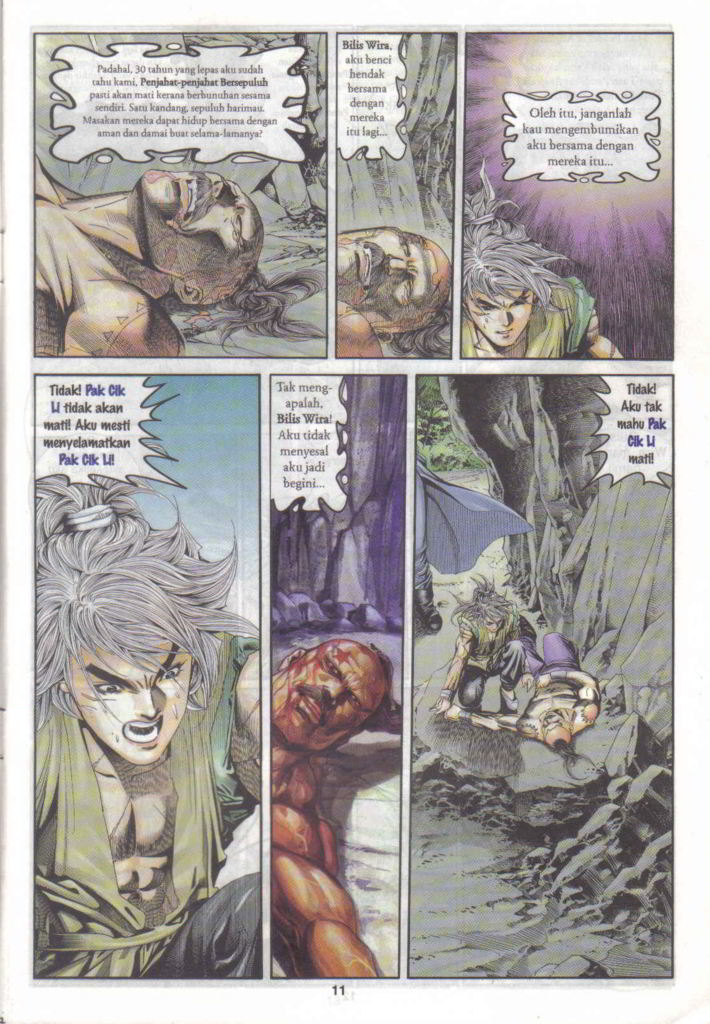 Padahal, 30 tahun yang lepas aku sudah
tahu kami, Penjahat-penjahat Bersepuluh
pasti akan mati kerana berbunuhan sesama
sendiri. Satu kandang, sepuluh harimau.
Masakan mereka dapat hidup bersama dengan
aman dan damai buat selama-lamanya?
Bilis Wira,
aku benci
hendak
bersama
dengan
mereka
itu lagi...
Oleh itu, janganlah
kau mengembumikan
aku bersama dengan
mereka itu...
Tidak! Pak Cik
Li tidak akan
mati! Aku mesti
menyelamatkan
Pak Cik Li!
Tak meng-
apalah,
Bilis Wira!
Aku tidak
menyesal
aku jadi
begini...
Tidak!
Aku tak
mahu Pak
Cik Li
mati!
11